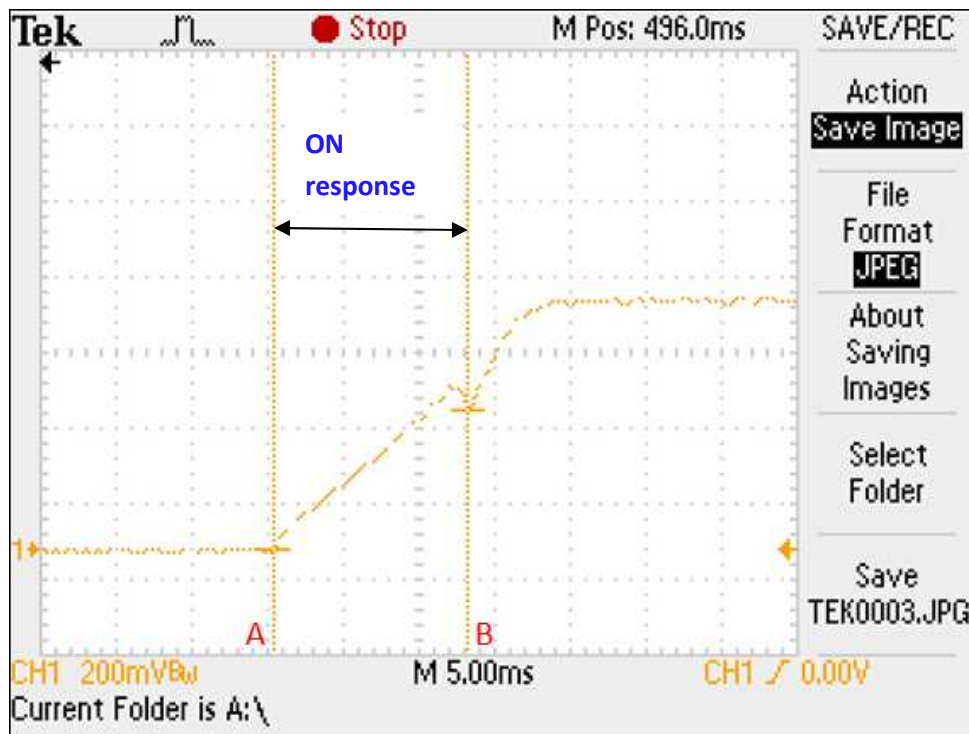 Tek Stop M Pos: 496.0ms SAVE/REC
Action
Save Image
ON
response
File
Format
JPEG
About
Saving
Images
Select
Folder
1
Save
TEK0003.JPG
A B
CH1 200mVBw M 5.00ms CH1 0.00V
Current Folder is A:\